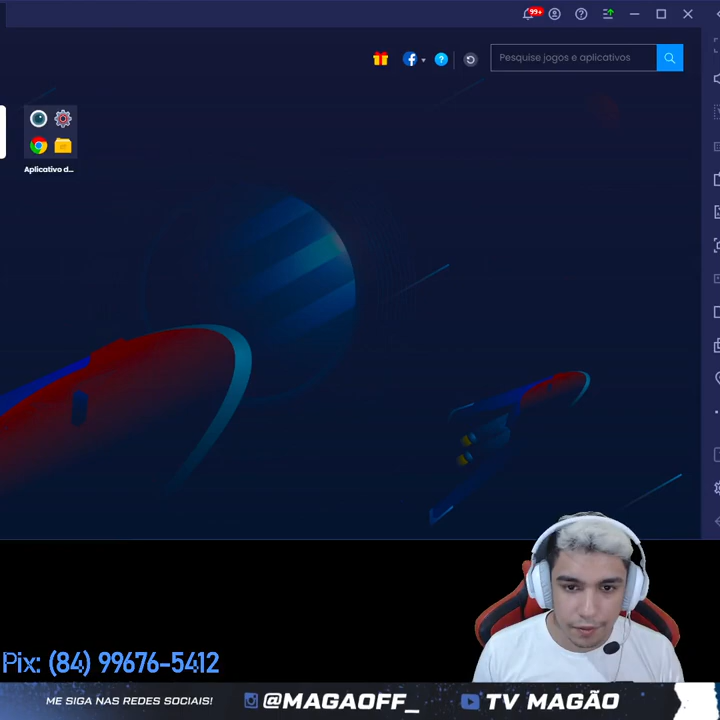 99+
Pesquise jogos e aplicativos
Aplicativo d...
Pix: (84) 99676-5412
ME SIGA NAS REDES SOCIAIS! @MAGAOFF_ TV MAGÃO